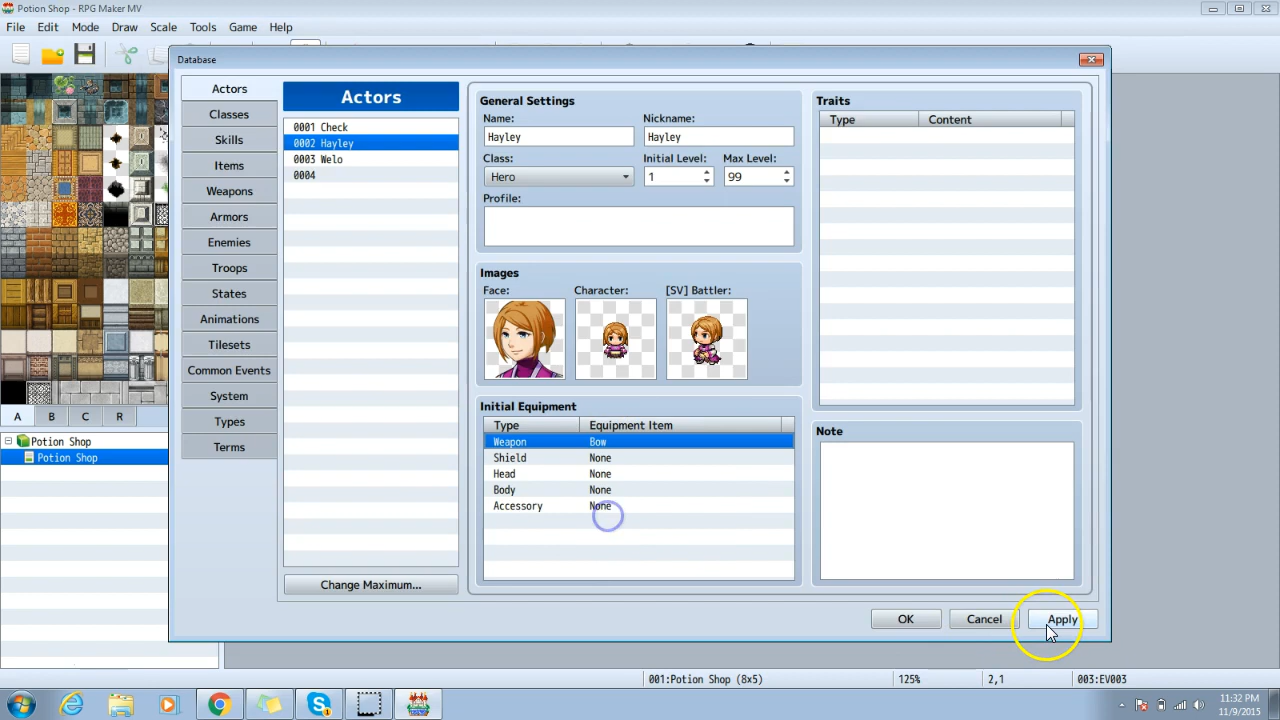 Potion Shop - RPG Maker MV
File Edit Mode Draw Scale Tools Game Help
Database
Actors
Classes
Skills
Items
Weapons
Armors
Enemies
Troops
States
Animations
Tilesets
Common Events
System
Types
Terms
Actors
0001 Check
0002 Hayley
0003 Welo
0004
Change Maximum...
General Settings
Name: Nickname:
Hayley Hayley
Class: Initial Level: Max Level:
Hero 1 99
Profile:
Images
Face: Character: [SV] Battler:
Initial Equipment
Type Equipment Item
Weapon Bow
Shield None
Head None
Body None
Accessory None
Traits
Type Content
Note
OK Cancel Apply
A B C R
Potion Shop
Potion Shop
001:Potion Shop (8x5) 125% 2,1 003:EV003
11:32 PM
11/9/2015